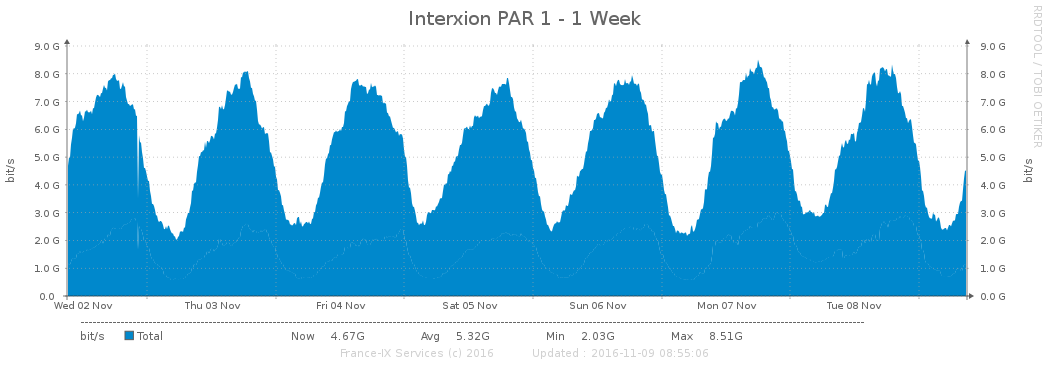 Interxion PAR 1 - 1 Week
RRDTOOL / TOBI OETIKER
9.0 G 9.0 G
8.0 G 8.0 G
7.0 G 7.0 G
6.0 G 6.0 G
5.0 G 5.0 G
4.0 G 4.0 G
3.0 G 3.0 G
2.0 G 2.0 G
1.0 G 1.0 G
0.0 0.0 G
bit/s
bit/s
Wed 02 Nov Thu 03 Nov Fri 04 Nov Sat 05 Nov Sun 06 Nov Mon 07 Nov Tue 08 Nov
bit/s Total Now 4.67G Avg 5.32G Min 2.03G Max 8.51G
France-IX Services (c) 2016 Updated : 2016-11-09 08:55:06